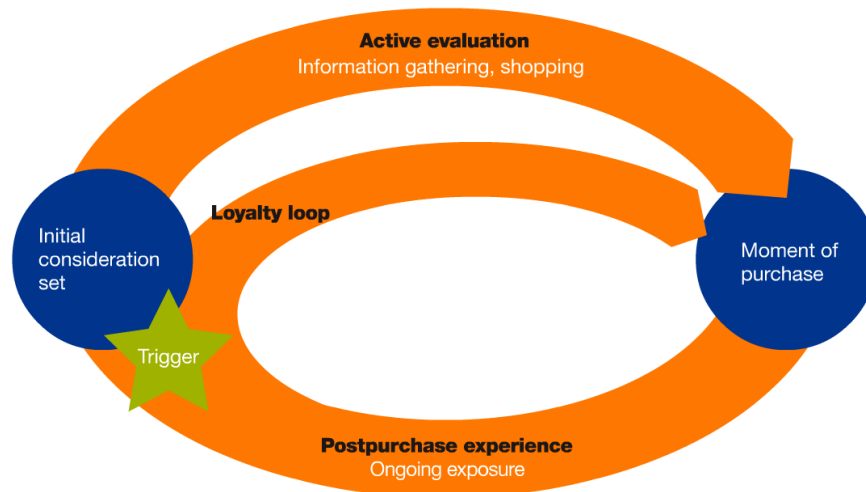 Active evaluation
Information gathering, shopping
Loyalty loop
Initial
consideration
set
Moment of
purchase
Trigger
Postpurchase experience
Ongoing exposure